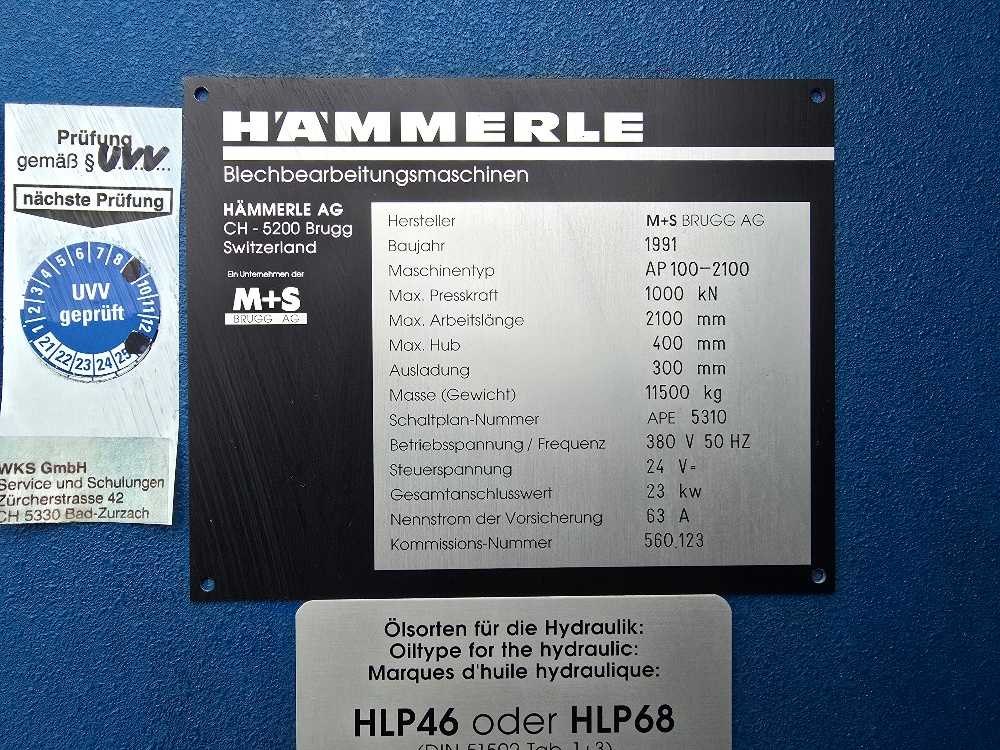 Prüfung
gemäß § UVV
nächste Prüfung
1 2 3 4 5 6 7 8 10 11 12
UVV
geprüft
21 22 23 24 25
WKS GmbH
Service und Schulungen
Zürcherstrasse 42
CH 5330 Bad-Zurzach
HÄMMERLE
Blechbearbeitungsmaschinen
HÄMMERLE AG
CH - 5200 Brugg
Switzerland
Ein Unternehmen der
M+S
BRUGG AG
Hersteller M+S BRUGG AG
Baujahr 1991
Maschinentyp AP 100-2100
Max. Presskraft 1000 kN
Max. Arbeitslänge 2100 mm
Max. Hub 400 mm
Ausladung 300 mm
Masse (Gewicht) 11500 kg
Schaltplan-Nummer APE 5310
Betriebsspannung / Frequenz 380 V 50 HZ
Steuerspannung 24 V=
Gesamtanschlusswert 23 kw
Nennstrom der Vorsicherung 63 A
Kommissions-Nummer 560.123
Ölsorten für die Hydraulik:
Oiltype for the hydraulic:
Marques d'huile hydraulique:
HLP46 oder HLP68
(DIN 51502 Tab. 1+3)